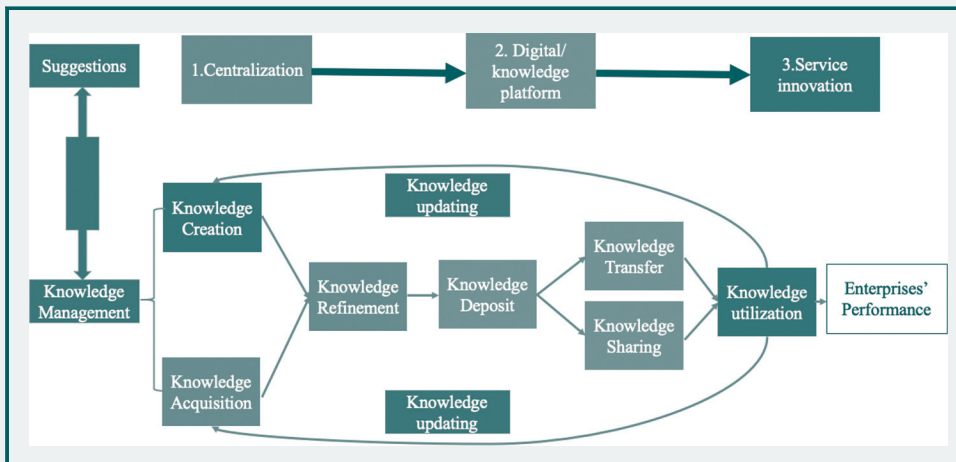 Suggestions
1.Centralization
2. Digital/
knowledge
platform
3.Service
innovation
Knowledge
updating
Knowledge
Creation
Knowledge
Transfer
Knowledge
Management
Knowledge
Refinement
Knowledge
Deposit
Knowledge
utilization
Enterprises’
Performance
Knowledge
Sharing
Knowledge
Acquisition
Knowledge
updating